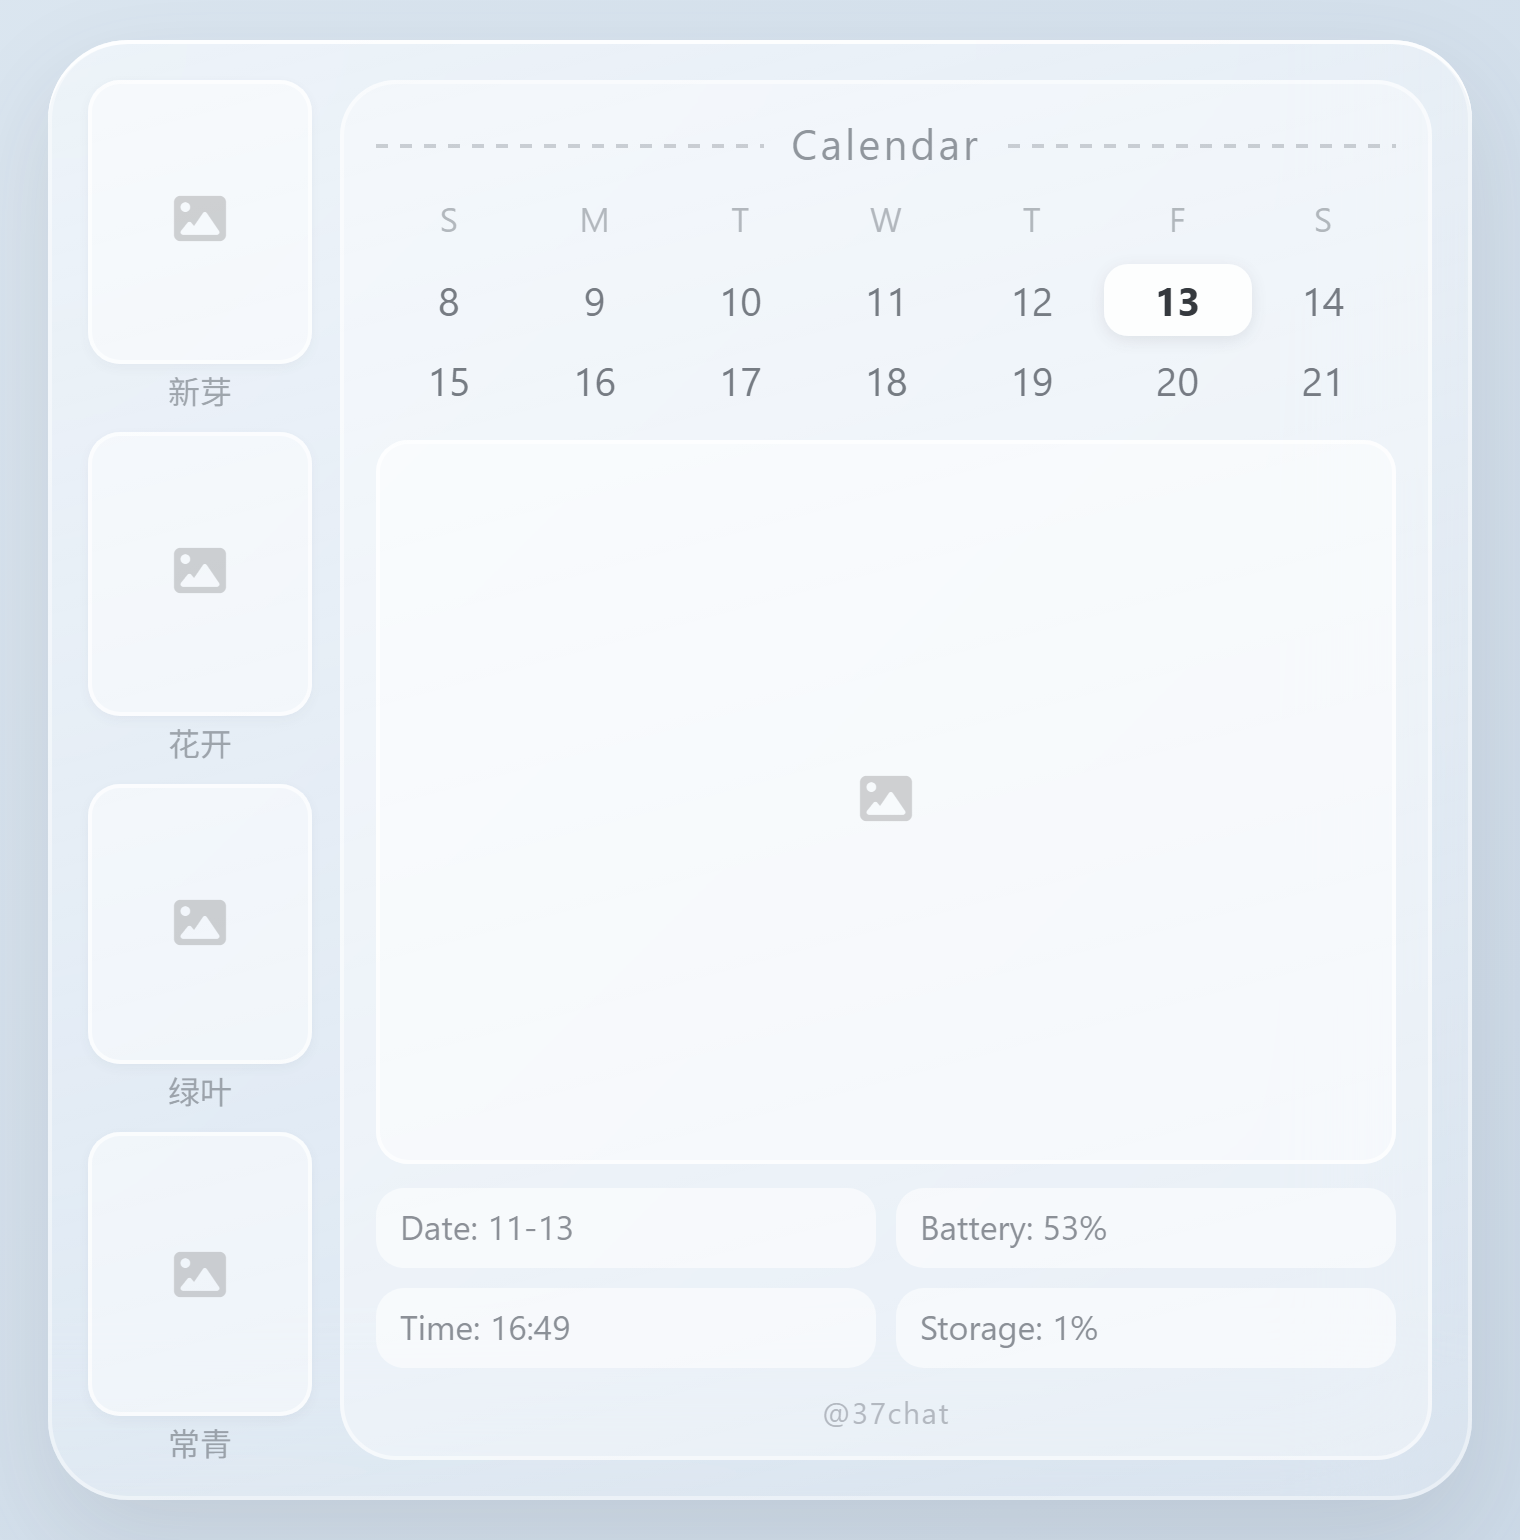 新芽
花开
绿叶
常青
Calendar
S M T W T F S
8 9 10 11 12 13 14
15 16 17 18 19 20 21
Date: 11-13
Battery: 53%
Time: 16:49
Storage: 1%
@37chat